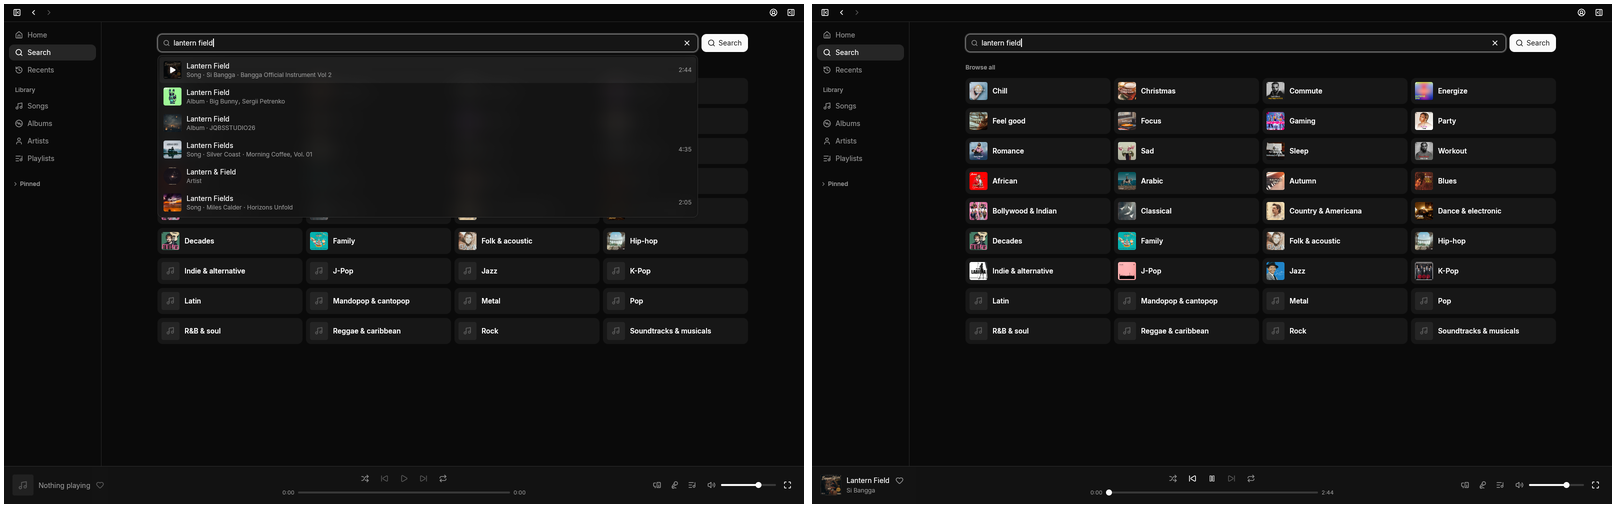 Home
Search
Recents
Library
Songs
Albums
Artists
Playlists
Pinned
lantern field
Search
Lantern Field
Song · Si Bangga · Bangga Official Instrument Vol 2
2:44
Lantern Field
Album · Big Bunny, Sergii Petrenko
Lantern Field
Album · JQBSSTUDIO26
Lantern Fields
Song · Silver Coast · Morning Coffee, Vol. 01
4:35
Lantern & Field
Artist
Lantern Fields
Song · Miles Calder · Horizons Unfold
2:05
Decades
Family
Folk & acoustic
Hip-hop
Indie & alternative
J-Pop
Jazz
K-Pop
Latin
Mandopop & cantopop
Metal
Pop
R&B & soul
Reggae & caribbean
Rock
Soundtracks & musicals
Nothing playing
0:00
0:00
Home
Search
Recents
Library
Songs
Albums
Artists
Playlists
Pinned
lantern field
Search
Browse all
Chill
Christmas
Commute
Energize
Feel good
Focus
Gaming
Party
Romance
Sad
Sleep
Workout
African
Arabic
Autumn
Blues
Bollywood & Indian
Classical
Country & Americana
Dance & electronic
Decades
Family
Folk & acoustic
Hip-hop
Indie & alternative
J-Pop
Jazz
K-Pop
Latin
Mandopop & cantopop
Metal
Pop
R&B & soul
Reggae & caribbean
Rock
Soundtracks & musicals
Lantern Field
Si Bangga
0:00
2:44